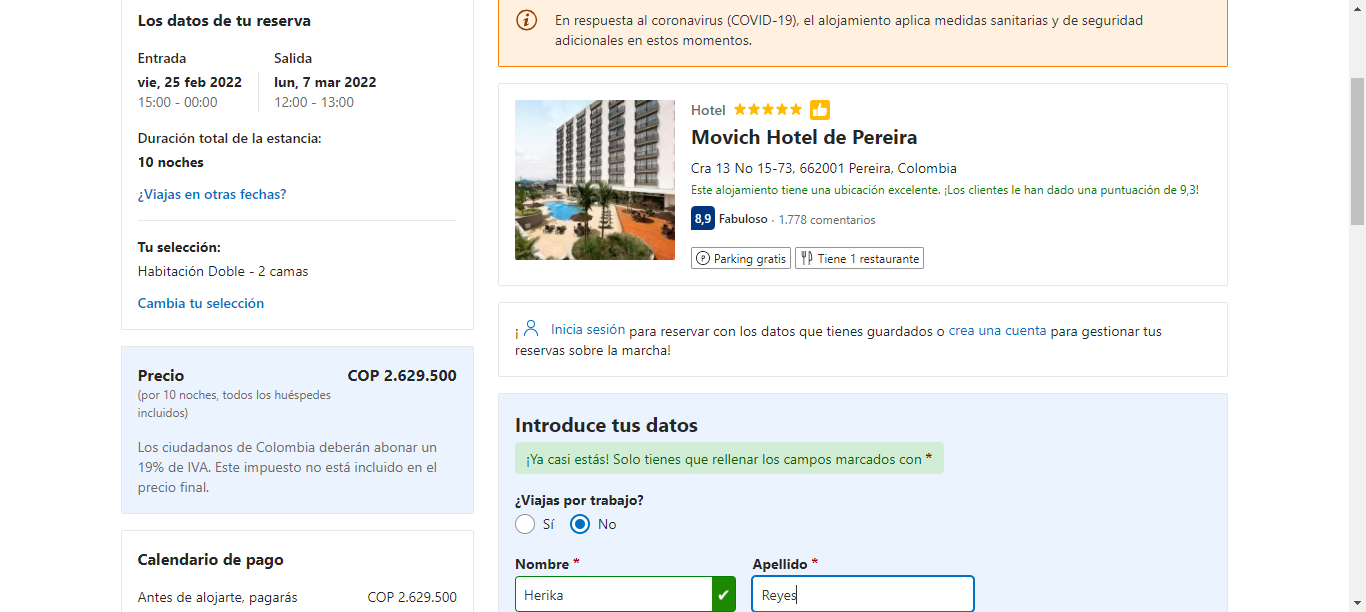 Los datos de tu reserva
Entrada
Salida
vie, 25 feb 2022
lun, 7 mar 2022
15:00 - 00:00
12:00 - 13:00
Duración total de la estancia:
10 noches
¿Viajas en otras fechas?
Tu selección:
Habitación Doble - 2 camas
Cambia tu selección
Precio
COP 2.629.500
(por 10 noches, todos los huéspedes
incluidos)
Los ciudadanos de Colombia deberán abonar un
19% de IVA. Este impuesto no está incluido en el
precio final.
Calendario de pago
Antes de alojarte, pagarás
COP 2.629.500
En respuesta al coronavirus (COVID-19), el alojamiento aplica medidas sanitarias y de seguridad
adicionales en estos momentos.
Hotel
Movich Hotel de Pereira
Cra 13 No 15-73, 662001 Pereira, Colombia
Este alojamiento tiene una ubicación excelente. ¡Los clientes le han dado una puntuación de 9,3!
8,9 Fabuloso · 1.778 comentarios
P Parking gratis
Tiene 1 restaurante
¡ Inicia sesión para reservar con los datos que tienes guardados o crea una cuenta para gestionar tus
reservas sobre la marcha!
Introduce tus datos
¡Ya casi estás! Solo tienes que rellenar los campos marcados con *
¿Viajas por trabajo?
Sí
No
Nombre *
Apellido *
Herika
Reyes